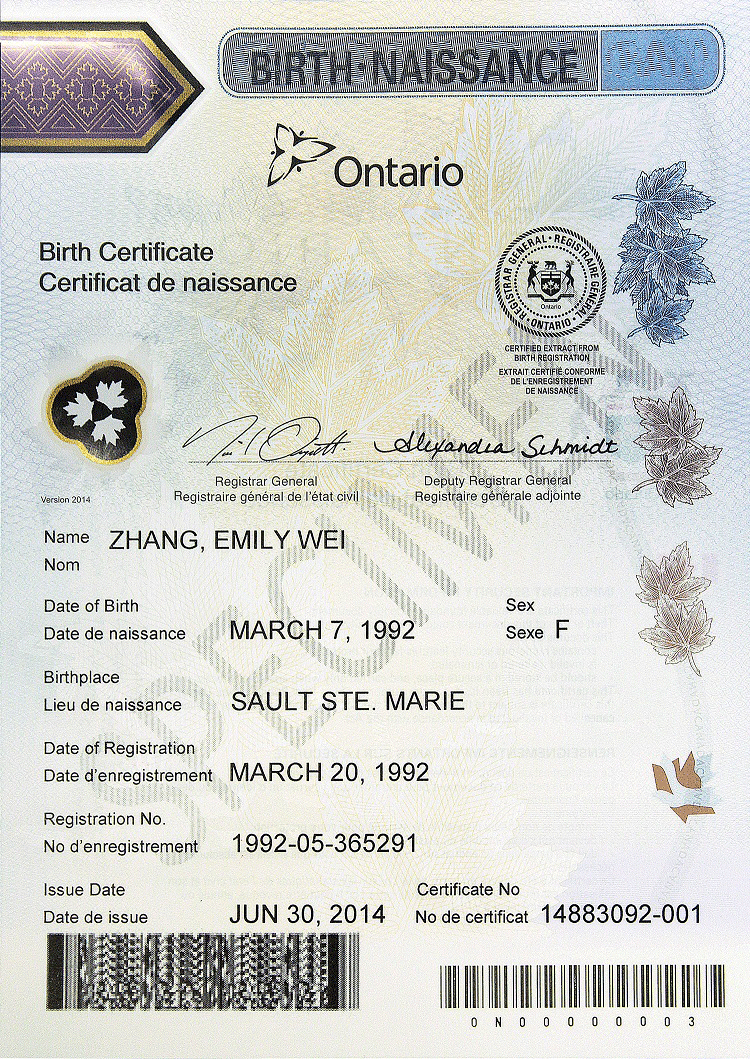 BIRTH·NAISSANCE
Ontario
Birth Certificate
Certificat de naissance
REGISTRAR GENERAL · REGISTRAIRE GÉNÉRAL · ONTARIO ·
Ontario
CERTIFIED EXTRACT FROM
BIRTH REGISTRATION
EXTRAIT CERTIFIÉ CONFORME
DE L'ENREGISTREMENT
DE NAISSANCE
Alexandra Schmidt
Registrar General
Registraire général de l'état civil
Deputy Registrar General
Registraire générale adjointe
Version 2014
SPECIMEN
Name ZHANG, EMILY WEI
Nom
Date of Birth
Date de naissance MARCH 7, 1992
Sex
Sexe F
Birthplace
Lieu de naissance SAULT STE. MARIE
Date of Registration
Date d'enregistrement MARCH 20, 1992
Registration No.
No d'enregistrement 1992-05-365291
Issue Date
Date de issue JUN 30, 2014
Certificate No
No de certificat 14883092-001
0N00000003